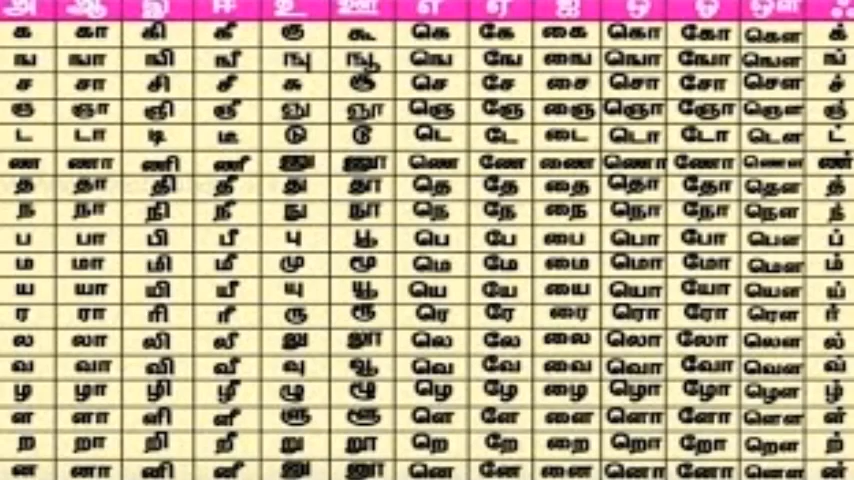 அ ஆ இ ஈ உ ஊ எ ஏ ஐ ஒ ஓ ஔ ஃ
க கா கி கீ கு கூ கெ கே கை கொ கோ கௌ க்
ங ஙா ஙி ஙீ ஙு ஙூ ஙெ ஙே ஙை ஙொ ஙோ ஙௌ ங்
ச சா சி சீ சு சூ செ சே சை சொ சோ சௌ ச்
ஞ ஞா ஞி ஞீ ஞு ஞூ ஞெ ஞே ஞை ஞொ ஞோ ஞௌ ஞ்
ட டா டி டீ டு டூ டெ டே டை டொ டோ டௌ ட்
ண ணா ணி ணீ ணு ணூ ணெ ணே ணை ணொ ணோ ணௌ ண்
த தா தி தீ து தூ தெ தே தை தொ தோ தௌ த்
ந நா நி நீ நு நூ நெ நே நை நொ நோ நௌ ந்
ப பா பி பீ பு பூ பெ பே பை பொ போ பௌ ப்
ம மா மி மீ மு மூ மெ மே மை மொ மோ மௌ ம்
ய யா யி யீ யு யூ யெ யே யை யொ யோ யௌ ய்
ர ரா ரி ரீ ரு ரூ ரெ ரே ரை ரொ ரோ ரௌ ர்
ல லா லி லீ லு லூ லெ லே லை லொ லோ லௌ ல்
வ வா வி வீ வு வூ வெ வே வை வொ வோ வௌ வ்
ழ ழா ழி ழீ ழு ழூ ழெ ழே ழை ழொ ழோ ழௌ ழ்
ள ளா ளி ளீ ளு ளூ ளெ ளே ளை ளொ ளோ ளௌ ள்
ற றா றி றீ று றூ றெ றே றை றொ றோ றௌ ற்
ன னா னி னீ னு னூ னெ னே னை னொ னோ னௌ ன்